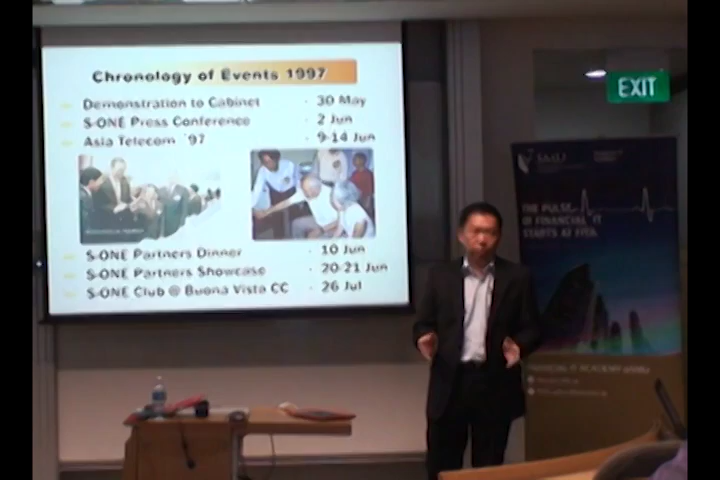 Chronology of Events 1997
Demonstration to Cabinet - 30 May
S-ONE Press Conference - 2 Jun
Asia Telecom '97 - 9-14 Jun
S-ONE Partners Dinner - 10 Jun
S-ONE Partners Showcase - 20-21 Jun
S-ONE Club @ Buona Vista CC - 26 Jul
EXIT
SMU
THE PULSE
OF FINANCIAL IT
STARTS AT FITA.